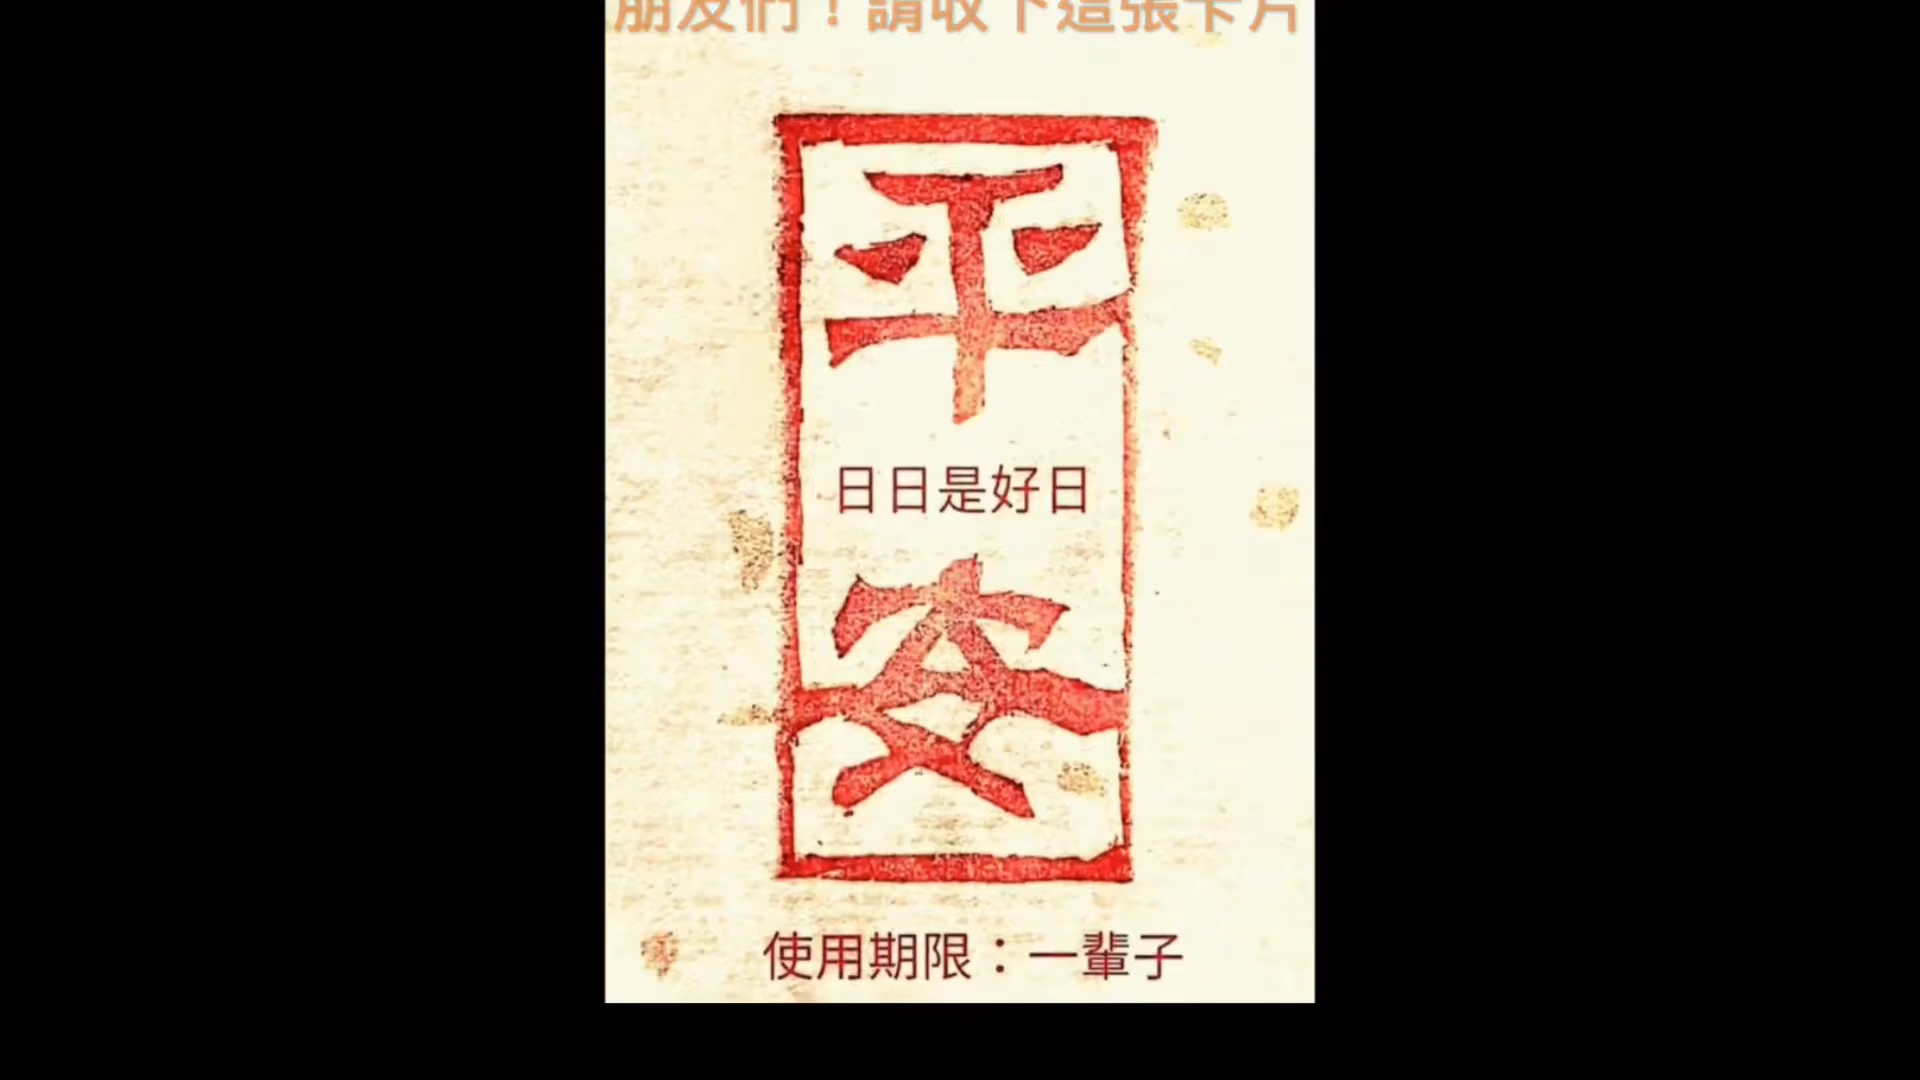 朋友們！請收下這張卡片
平
日日是好日
安
使用期限：一輩子